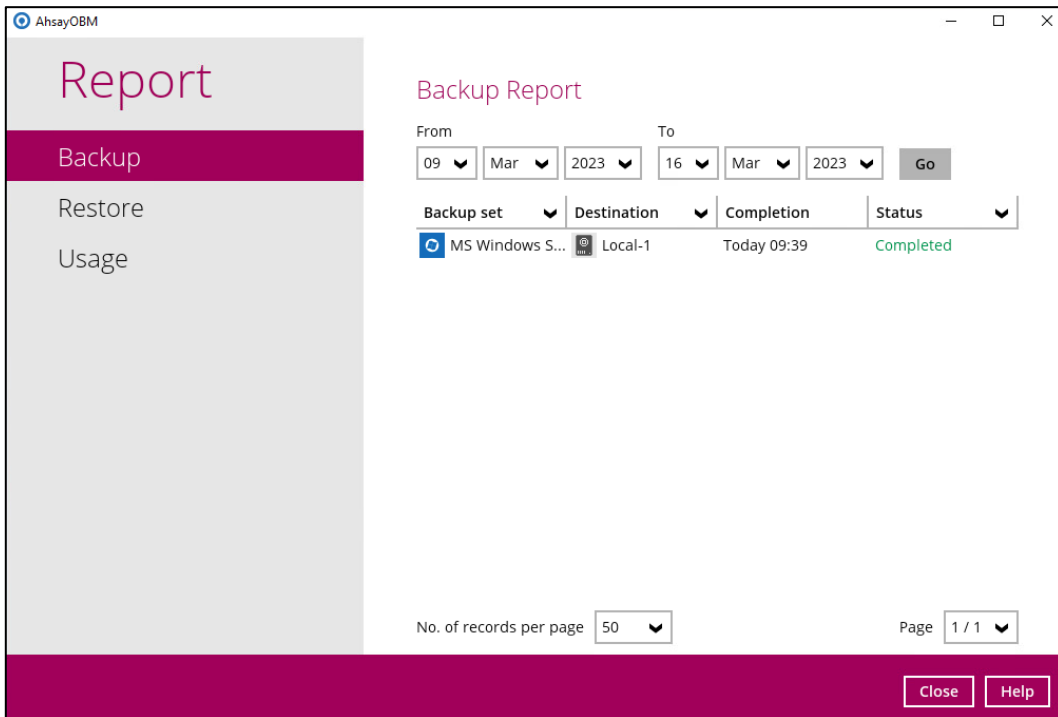 AhsayOBM
Report
Backup
Restore
Usage
Backup Report
From To
09 Mar 2023 16 Mar 2023 Go
Backup set Destination Completion Status
MS Windows S... Local-1 Today 09:39 Completed
No. of records per page 50 Page 1 / 1
Close Help